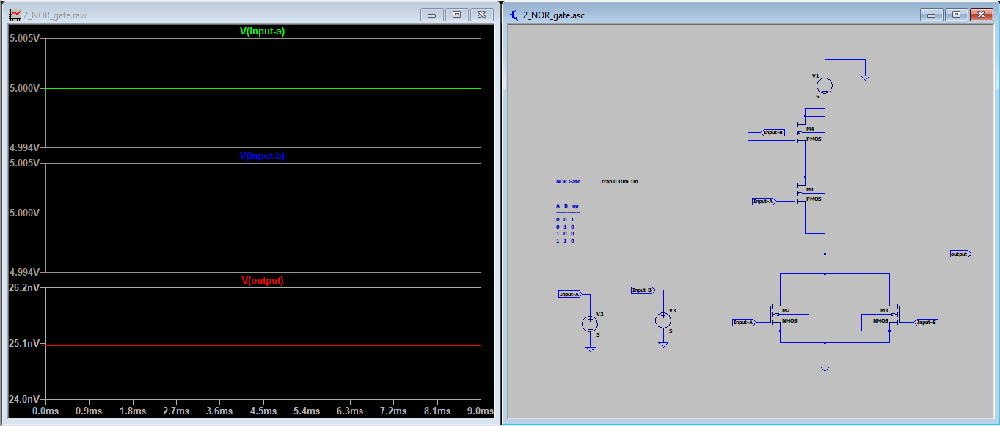 2_NOR_gate.raw
V(input-a)
5.005V
5.000V
4.994V
V(input-b)
5.005V
5.000V
4.994V
V(output)
26.2nV
25.1nV
24.0nV
0.0ms 0.9ms 1.8ms 2.7ms 3.6ms 4.5ms 5.4ms 6.3ms 7.2ms 8.1ms 9.0ms
2_NOR_gate.asc
V1
5
Input-B
M4
PMOS
NOR Gate .tran 0 10m 1m
Input-A
M1
PMOS
A B op
-----------
0 0 1
0 1 0
1 0 0
1 1 0
output
Input-A
V2
5
Input-B
V3
5
Input-A
M2
NMOS
M3
NMOS
Input-B